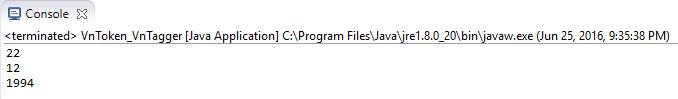 Console
<terminated> VnToken_VnTagger [Java Application] C:\Program Files\Java\jre1.8.0_20\bin\javaw.exe (Jun 25, 2016, 9:35:38 PM)
22
12
1994